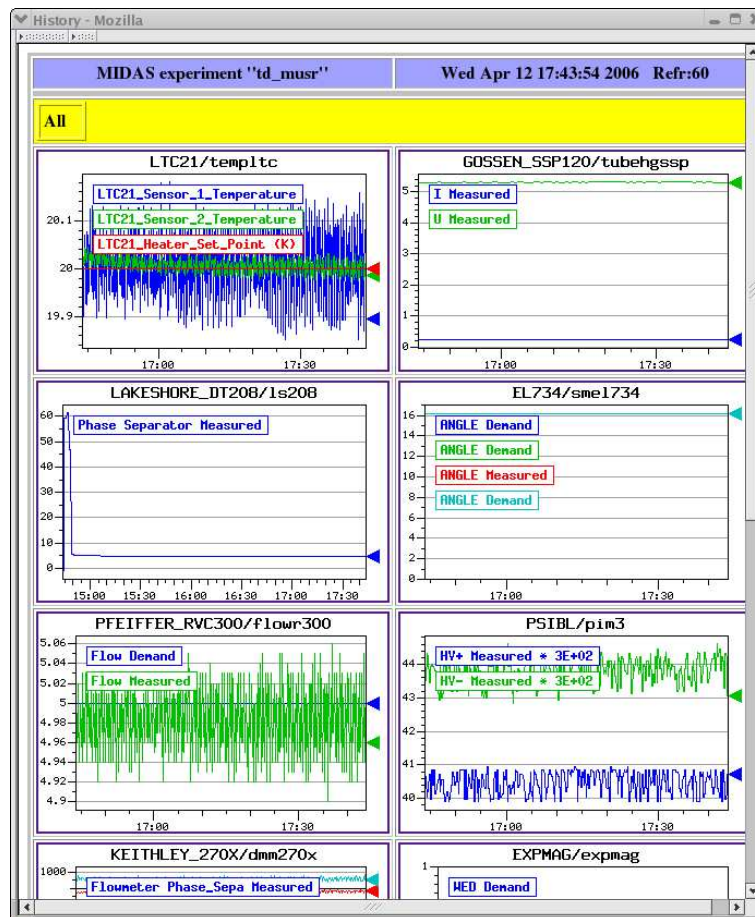 History - Mozilla
MIDAS experiment "td_musr" Wed Apr 12 17:43:54 2006 Refr:60
All
LTC21/templtc
LTC21_Sensor_1_Temperature
LTC21_Sensor_2_Temperature
LTC21_Heater_Set_Point (K)
20.1
20
19.9
17:00 17:30
GOSSEN_SSP120/tubehgssp
I Measured
U Measured
5
4
3
2
1
0
17:00 17:30
LAKESHORE_DT208/ls208
Phase Separator Measured
60
50
40
30
20
10
0
15:00 15:30 16:00 16:30 17:00 17:30
EL734/smel734
ANGLE Demand
ANGLE Demand
ANGLE Measured
ANGLE Demand
16
14
12
10
8
6
4
2
0
17:00 17:30
PFEIFFER_RVC300/flowr300
Flow Demand
Flow Measured
5.06
5.04
5.02
5
4.98
4.96
4.94
4.92
4.9
17:00 17:30
PSIBL/pim3
HV+ Measured * 3E+02
HV- Measured * 3E+02
44
43
42
41
40
17:00 17:30
KEITHLEY_270X/dmm270x
1000
Flowmeter Phase_Sepa Measured
EXPMAG/expmag
1
WED Demand